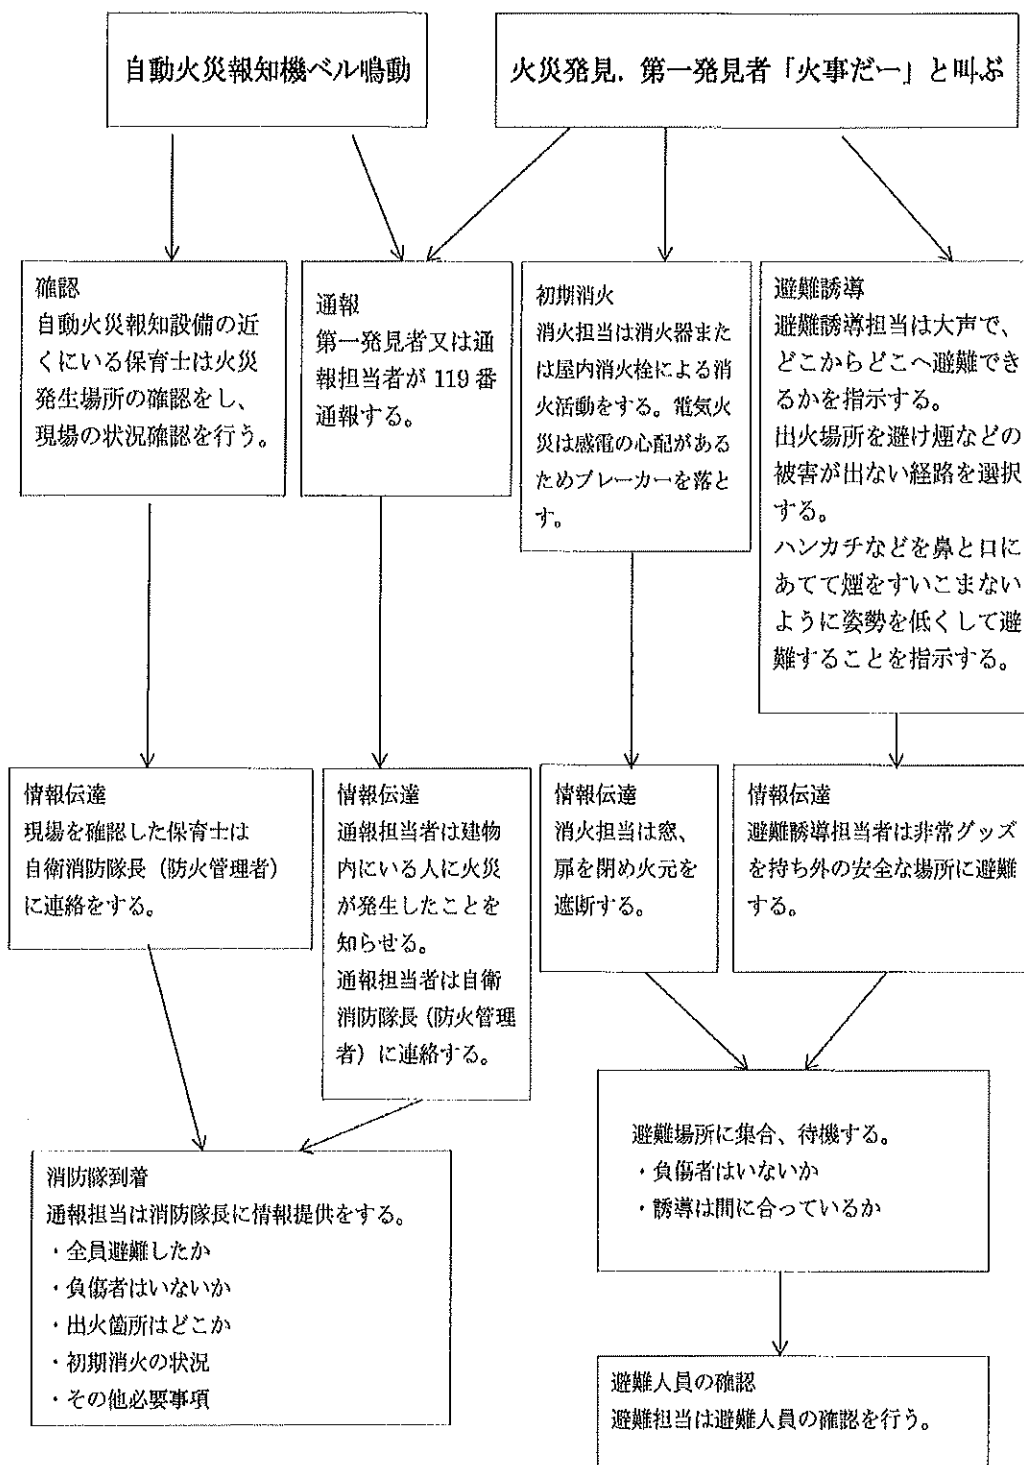 自動火災報知機ベル鳴動
火災発見．第一発見者「火事だー」と叫ぶ
確認
自動火災報知設備の近
くにいる保育士は火災
発生場所の確認をし、
現場の状況確認を行う。
通報
第一発見者又は通
報担当者が 119 番
通報する。
初期消火
消火担当は消火器また
は屋内消火栓による消
火活動をする。電気火
災は感電の心配がある
ためブレーカーを落と
す。
避難誘導
避難誘導担当は大声で、
どこからどこへ避難でき
るかを指示する。
出火場所を避け煙などの
被害が出ない経路を選択
する。
ハンカチなどを鼻と口に
あてて煙をすいこまない
ように姿勢を低くして避
難することを指示する。
情報伝達
現場を確認した保育士は
自衛消防隊長（防火管理者）
に連絡をする。
情報伝達
通報担当者は建物
内にいる人に火災
が発生したことを
知らせる。
通報担当者は自衛
消防隊長（防火管理
者）に連絡する。
情報伝達
消火担当は窓、
扉を閉め火元を
遮断する。
情報伝達
避難誘導担当者は非常グッズ
を持ち外の安全な場所に避難
する。
消防隊到着
通報担当は消防隊長に情報提供をする。
・全員避難したか
・負傷者はいないか
・出火箇所はどこか
・初期消火の状況
・その他必要事項
避難場所に集合、待機する。
・負傷者はいないか
・誘導は間に合っているか
避難人員の確認
避難担当は避難人員の確認を行う。